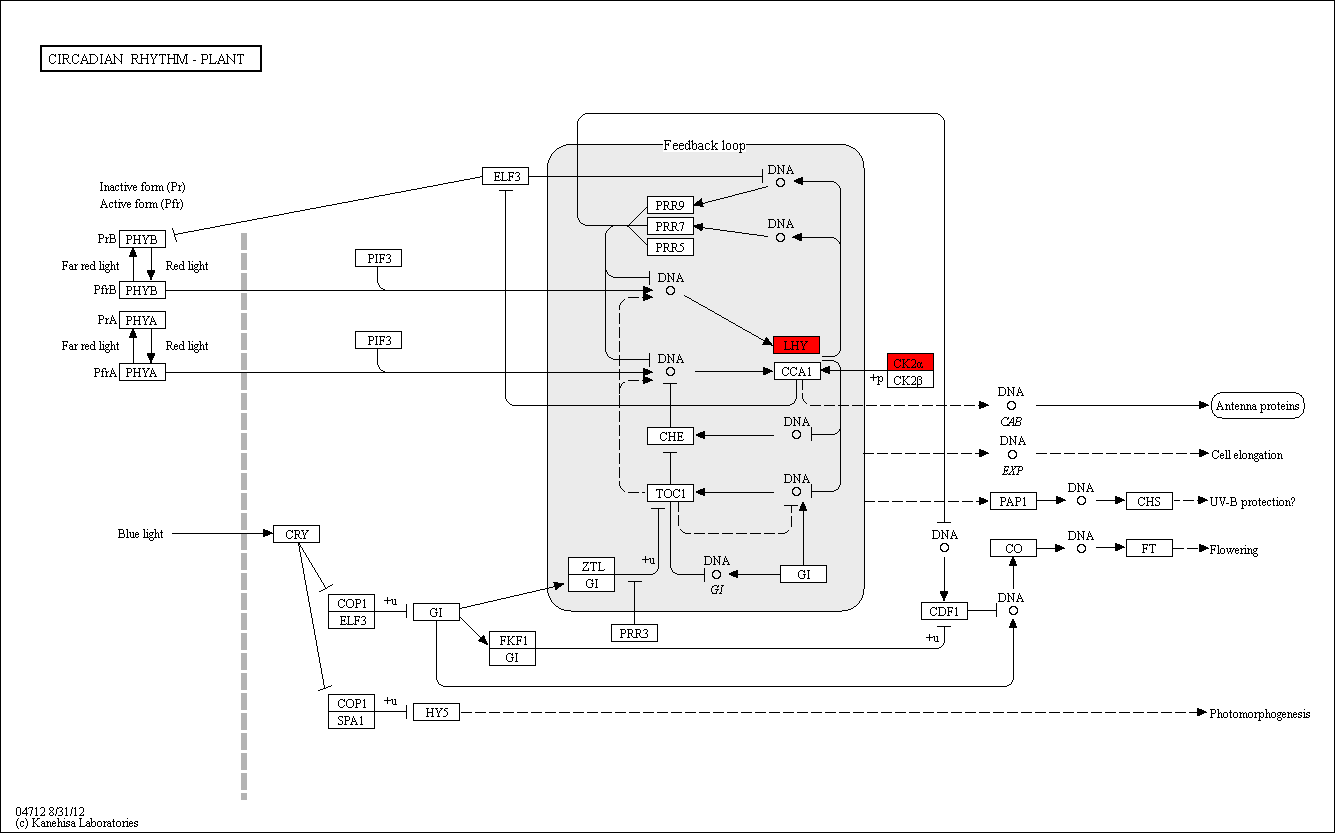 CIRCADIAN RHYTHM - PLANT
Feedback loop
DNA
ELF3
Inactive form (Pr)
Active form (Pfr)
PRR9
PRR7
DNA
PRR5
PrB PHYB
Far red light Red light
PIF3
DNA
PfrB PHYB
PrA PHYA
Far red light Red light
PIF3
LHY
DNA
CK2α
PfrA PHYA
CCA1
+p CK2β
DNA
CAB
Antenna proteins
DNA
CHE
DNA
EXP
Cell elongation
DNA
TOC1
PAP1
DNA
CHS
UV-B protection?
Blue light
CRY
DNA
DNA
CO
FT
Flowering
+u
DNA
GI
ZTL
GI
GI
COP1
ELF3
+u
GI
DNA
CDF1
PRR3
FKF1
GI
+u
COP1
SPA1
+u
HY5
Photomorphogenesis
04712 8/31/12
(c) Kanehisa Laboratories